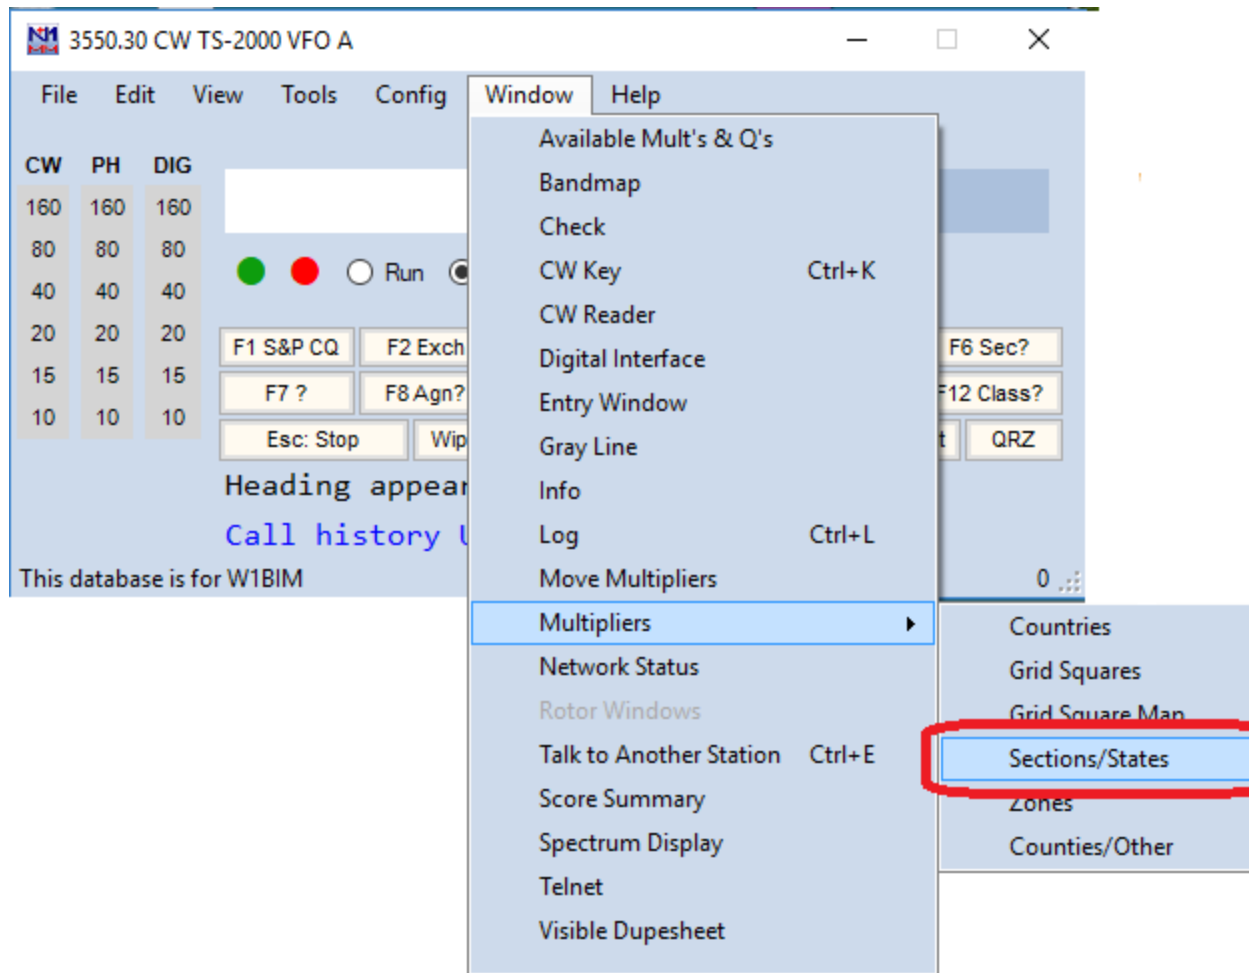 3550.30 CW TS-2000 VFO A
File Edit View Tools Config Window Help
CW PH DIG
160 160 160
80 80 80
40 40 40
20 20 20
15 15 15
10 10 10
Run
F1 S&P CQ F2 Exch F6 Sec?
F7 ? F8 Agn? F12 Class?
Esc: Stop Wip t QRZ
Heading appear
Call history
This database is for W1BIM 0
Available Mult's & Q's
Bandmap
Check
CW Key Ctrl+K
CW Reader
Digital Interface
Entry Window
Gray Line
Info
Log Ctrl+L
Move Multipliers
Multipliers
Network Status
Rotor Windows
Talk to Another Station Ctrl+E
Score Summary
Spectrum Display
Telnet
Visible Dupesheet
Countries
Grid Squares
Grid Square Map
Sections/States
Zones
Counties/Other